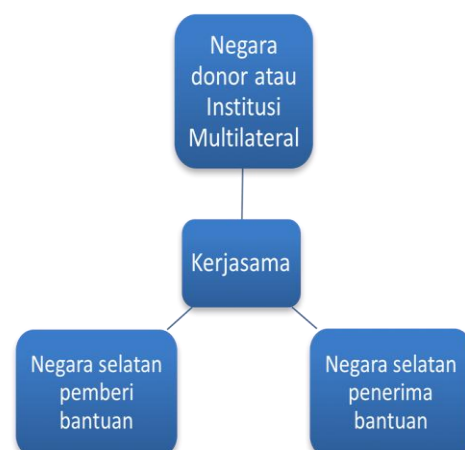 Negara
donor atau
Institusi
Multilateral
Kerjasama
Negara selatan
pemberi
bantuan
Negara selatan
penerima
bantuan